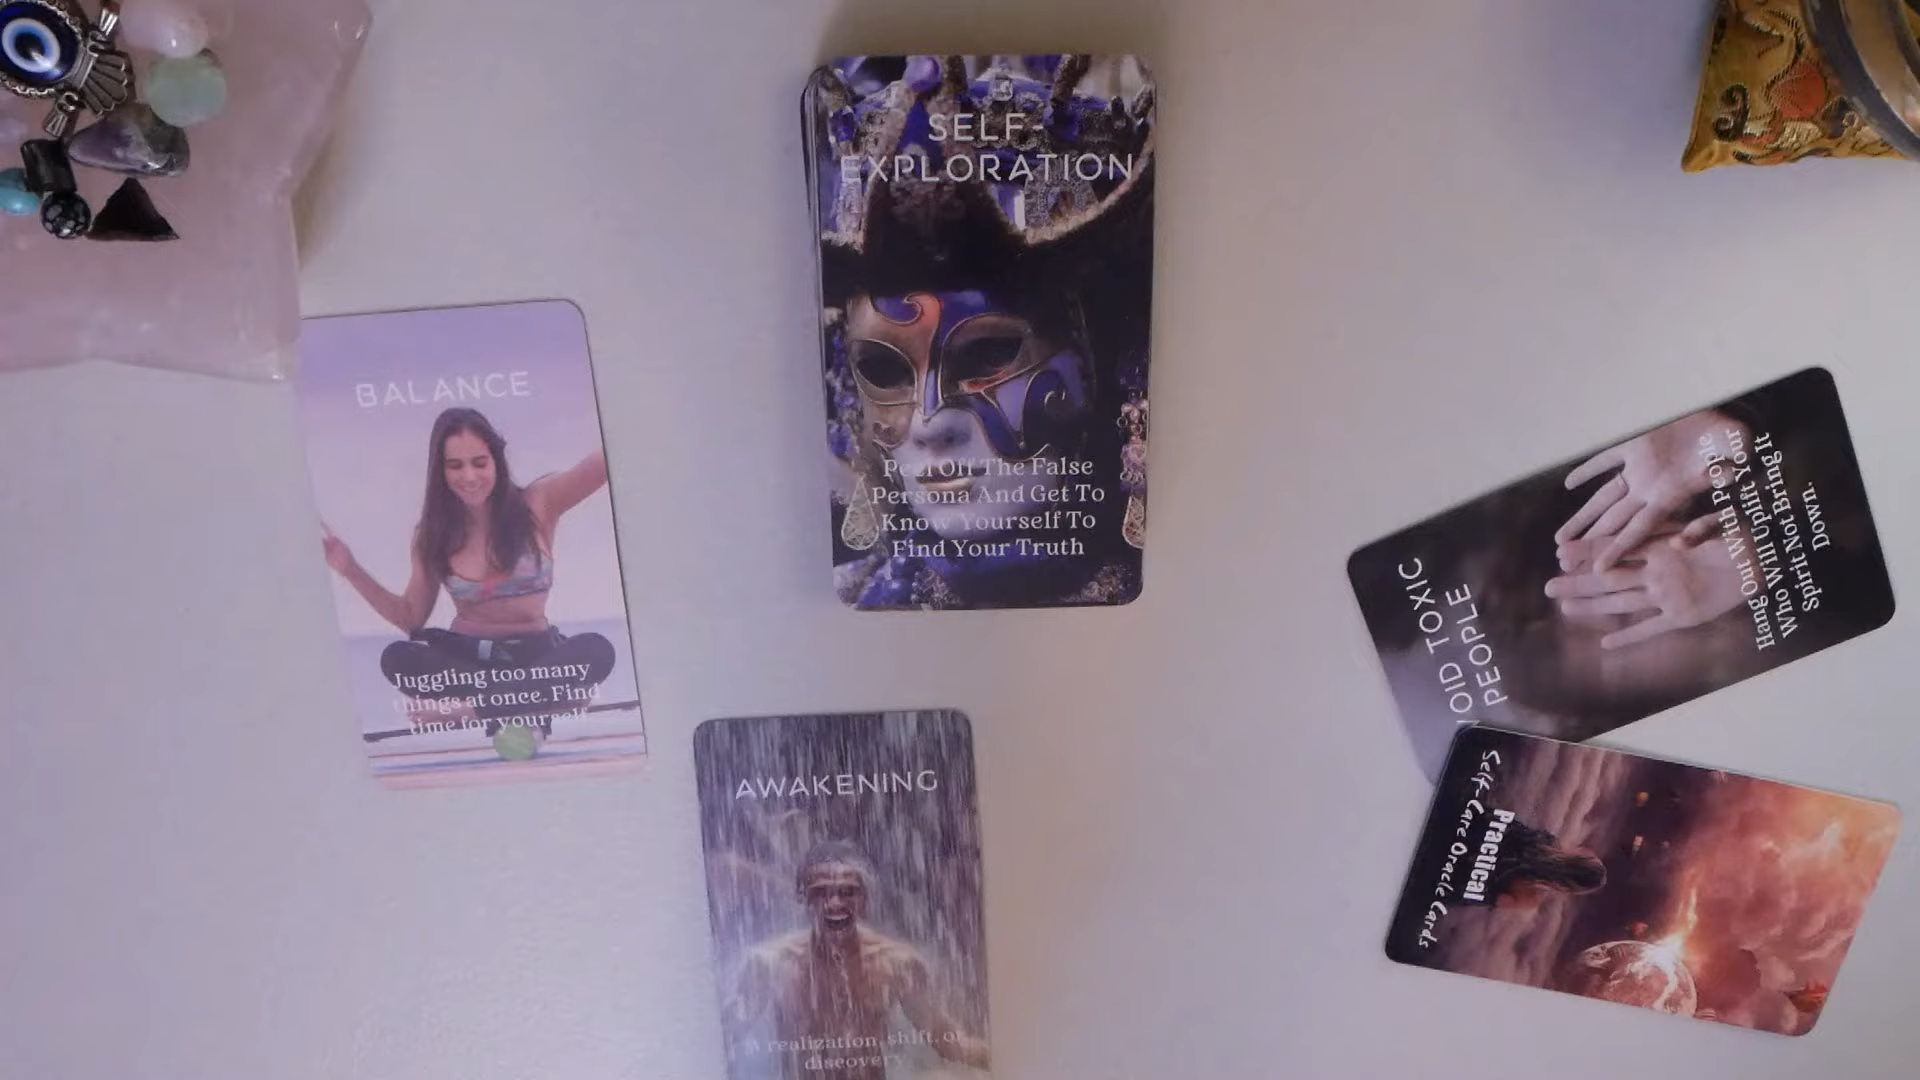 SELF-
EXPLORATION
Peel Off The False
Persona And Get To
Know Yourself To
Find Your Truth
BALANCE
Juggling too many
things at once. Find
time for yourself
AWAKENING
A realization, shift, or
discovery
VOID TOXIC
PEOPLE
Hang Out With People
Who Will Uplift Your
Spirit Not Bring It
Down.
Practical
Self-Care Oracle Cards